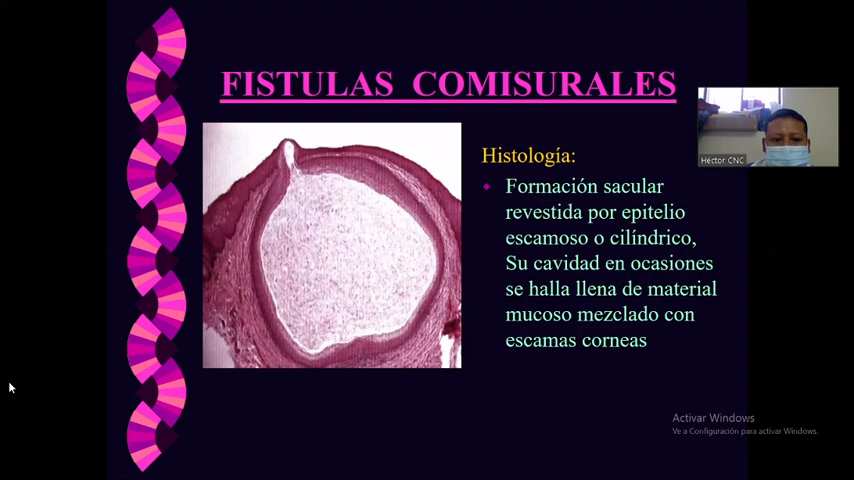 FISTULAS COMISURALES
Histología:
Formación sacular
revestida por epitelio
escamoso o cilíndrico,
Su cavidad en ocasiones
se halla llena de material
mucoso mezclado con
escamas corneas
Héctor CNC
Activar Windows
Ve a Configuración para activar Windows.